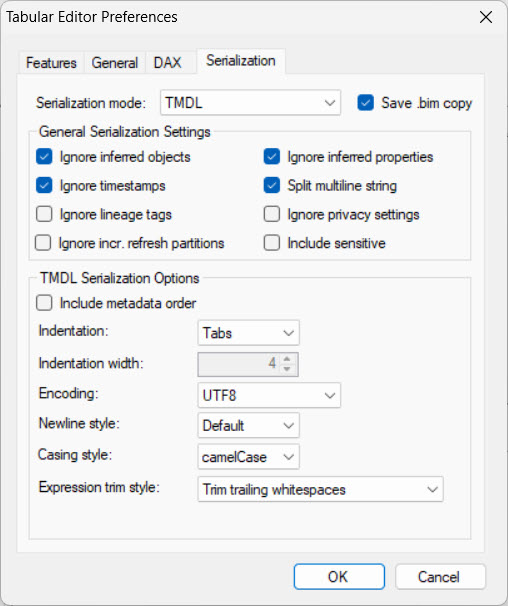 Tabular Editor Preferences
Features General DAX Serialization
Serialization mode: TMDL Save .bim copy
General Serialization Settings
Ignore inferred objects Ignore inferred properties
Ignore timestamps Split multiline string
Ignore lineage tags Ignore privacy settings
Ignore incr. refresh partitions Include sensitive
TMDL Serialization Options
Include metadata order
Indentation: Tabs
Indentation width: 4
Encoding: UTF8
Newline style: Default
Casing style: camelCase
Expression trim style: Trim trailing whitespaces
OK Cancel